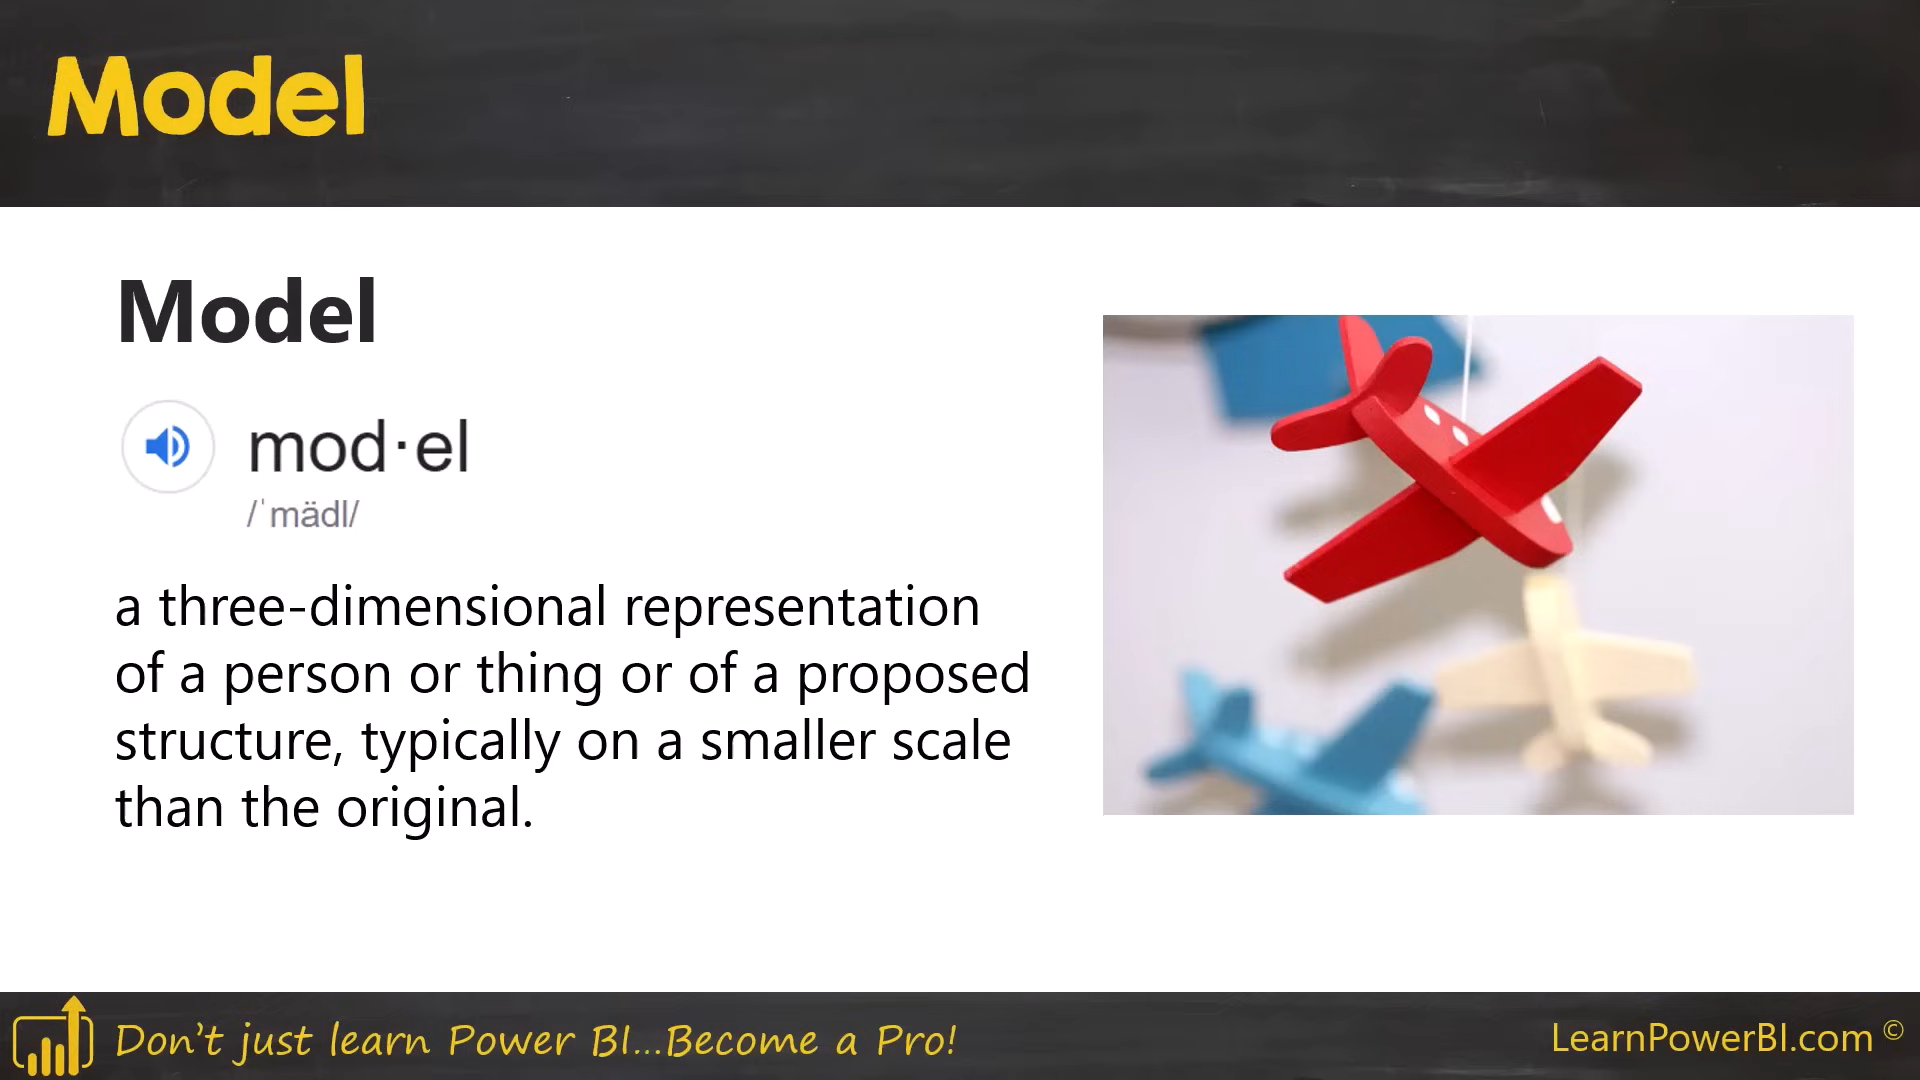 Model
Model
mod·el
/ˈmädl/
a three-dimensional representation
of a person or thing or of a proposed
structure, typically on a smaller scale
than the original.
Don't just learn Power BI...Become a Pro!
LearnPowerBI.com ©